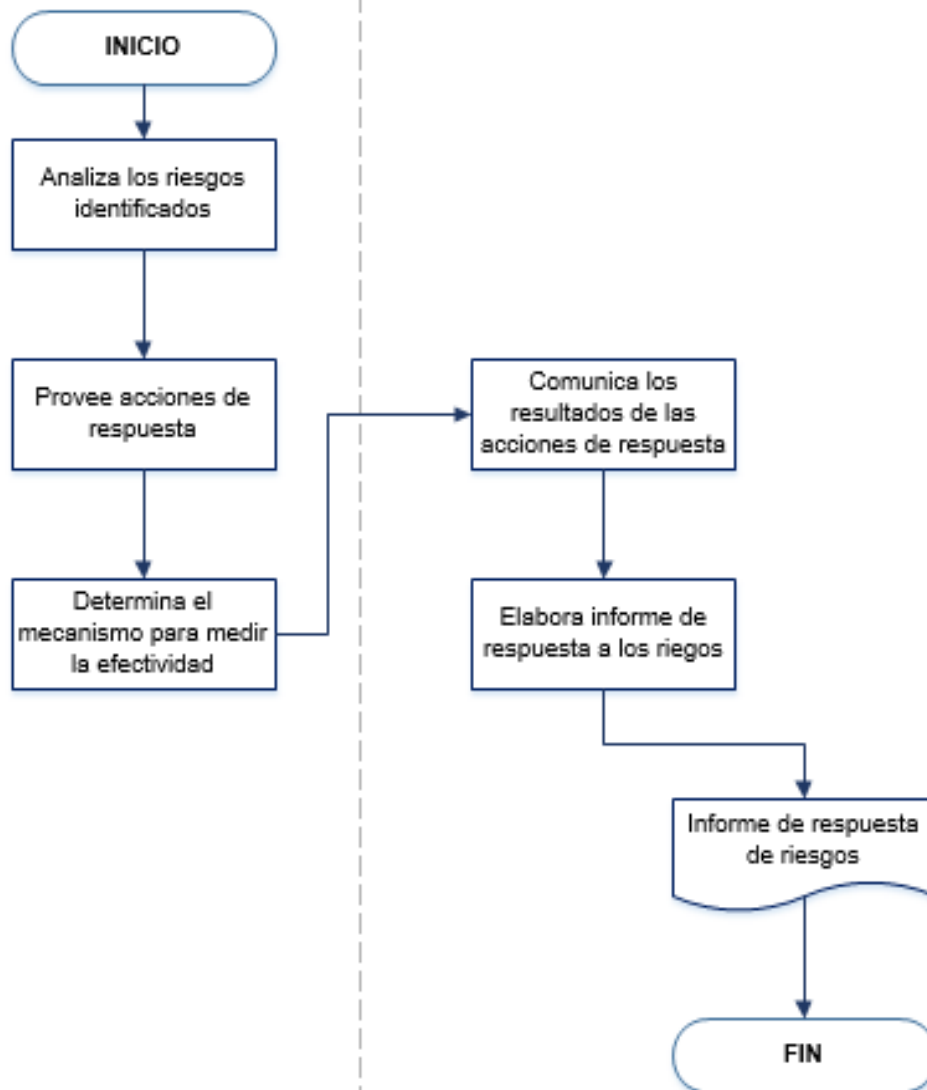 INICIO
Analiza los riesgos
identificados
Provee acciones de
respuesta
Determina el
mecanismo para medir
la efectividad
Comunica los
resultados de las
acciones de respuesta
Elabora informe de
respuesta a los riegos
Informe de respuesta
de riesgos
FIN